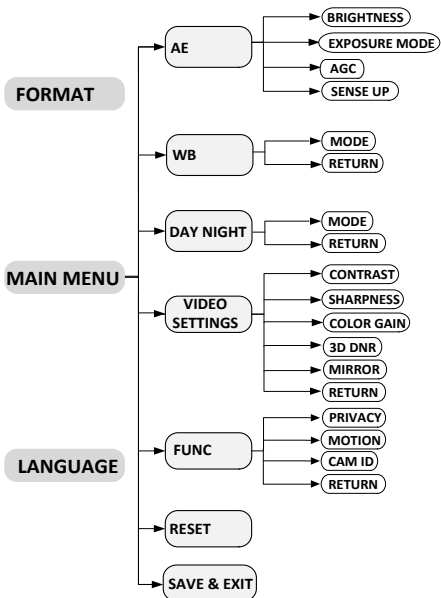 FORMAT
MAIN MENU
LANGUAGE
AE
BRIGHTNESS
EXPOSURE MODE
AGC
SENSE UP
WB
MODE
RETURN
DAY NIGHT
MODE
RETURN
VIDEO
SETTINGS
CONTRAST
SHARPNESS
COLOR GAIN
3D DNR
MIRROR
RETURN
FUNC
PRIVACY
MOTION
CAM ID
RETURN
RESET
SAVE & EXIT